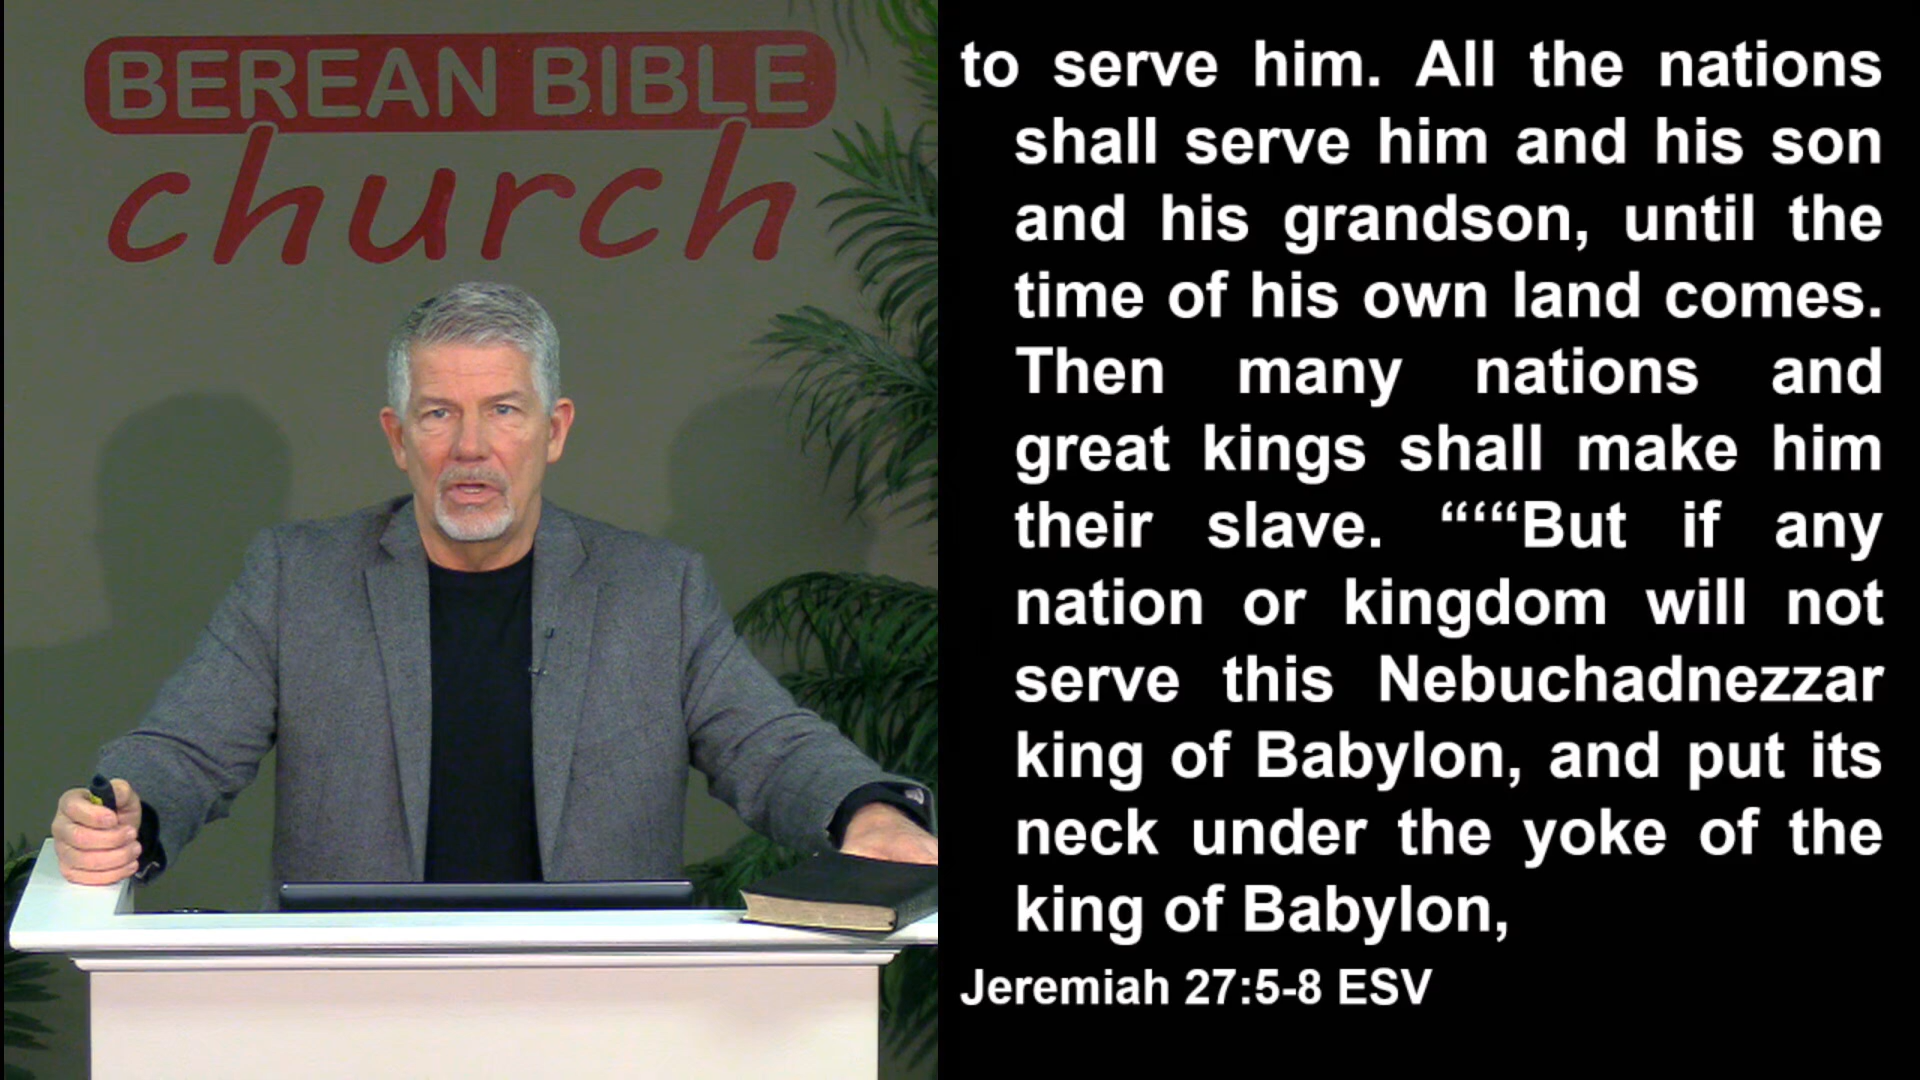 BEREAN BIBLE
church
to serve him. All the nations
shall serve him and his son
and his grandson, until the
time of his own land comes.
Then many nations and
great kings shall make him
their slave. “‘“But if any
nation or kingdom will not
serve this Nebuchadnezzar
king of Babylon, and put its
neck under the yoke of the
king of Babylon,
Jeremiah 27:5-8 ESV